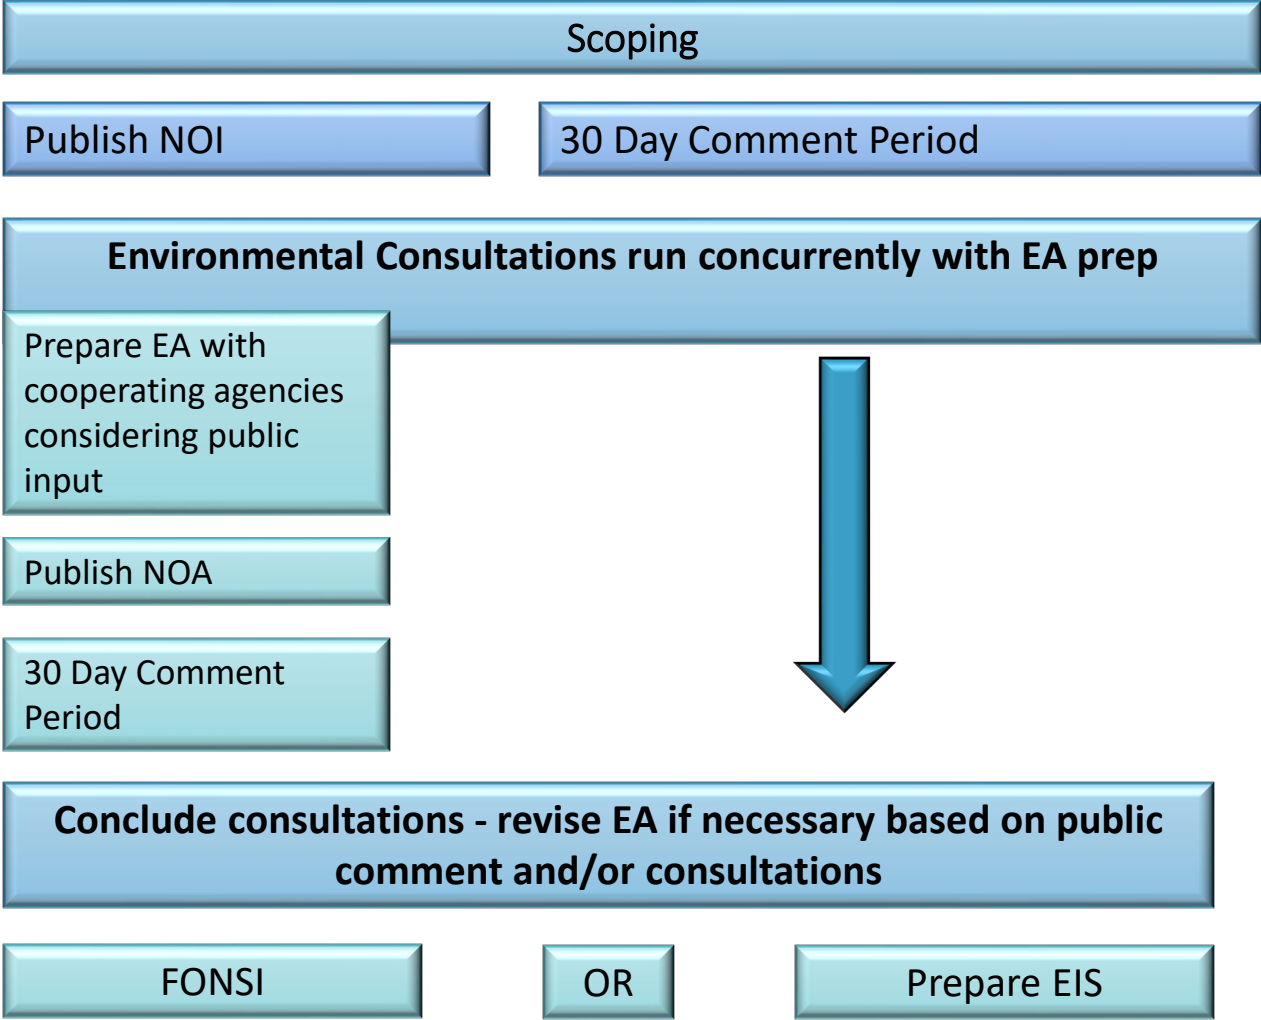 Scoping
Publish NOI
30 Day Comment Period
Environmental Consultations run concurrently with EA prep
Prepare EA with
cooperating agencies
considering public
input
Publish NOA
30 Day Comment
Period
Conclude consultations - revise EA if necessary based on public
comment and/or consultations
FONSI
OR
Prepare EIS